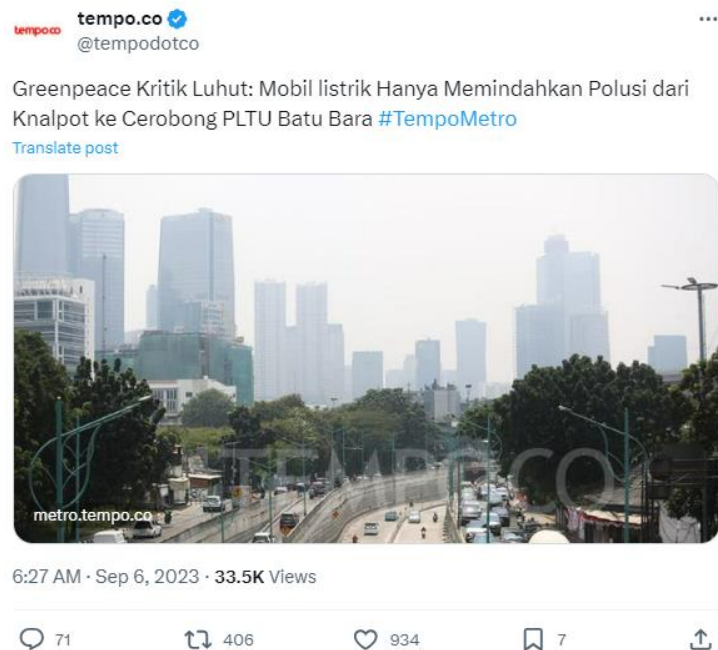 tempo.co
tempoco
@tempodotco
Greenpeace Kritik Luhut: Mobil listrik Hanya Memindahkan Polusi dari
Knalpot ke Cerobong PLTU Batu Bara #TempoMetro
Translate post
TEMPO.CO
metro.tempo.co
6:27 AM · Sep 6, 2023 · 33.5K Views
71 406 934 7